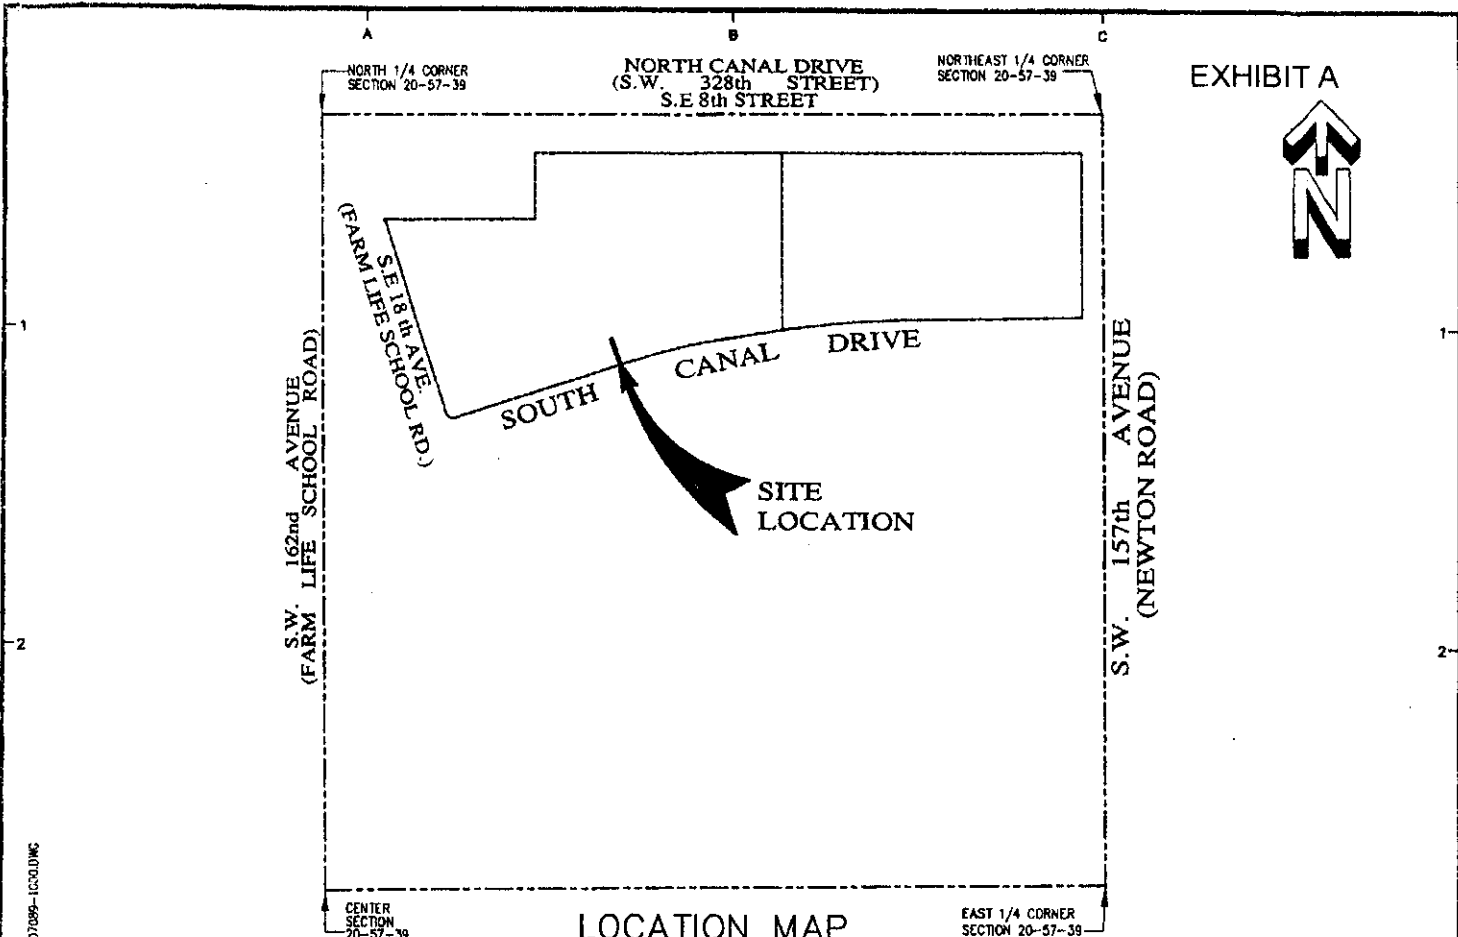 A
B
C
NORTH 1/4 CORNER
SECTION 20-57-39
NORTH CANAL DRIVE
(S.W. 328th STREET)
S.E 8th STREET
NORTHEAST 1/4 CORNER
SECTION 20-57-39
EXHIBIT A
N
S.E 18 th AVE.
(FARM LIFE SCHOOL RD.)
1
1
SOUTH CANAL DRIVE
SITE
LOCATION
S.W. 162nd AVENUE
(FARM LIFE SCHOOL ROAD)
S.W. 157th AVENUE
(NEWTON ROAD)
2
2
CENTER
SECTION
20-57-39
LOCATION MAP
EAST 1/4 CORNER
SECTION 20-57-39